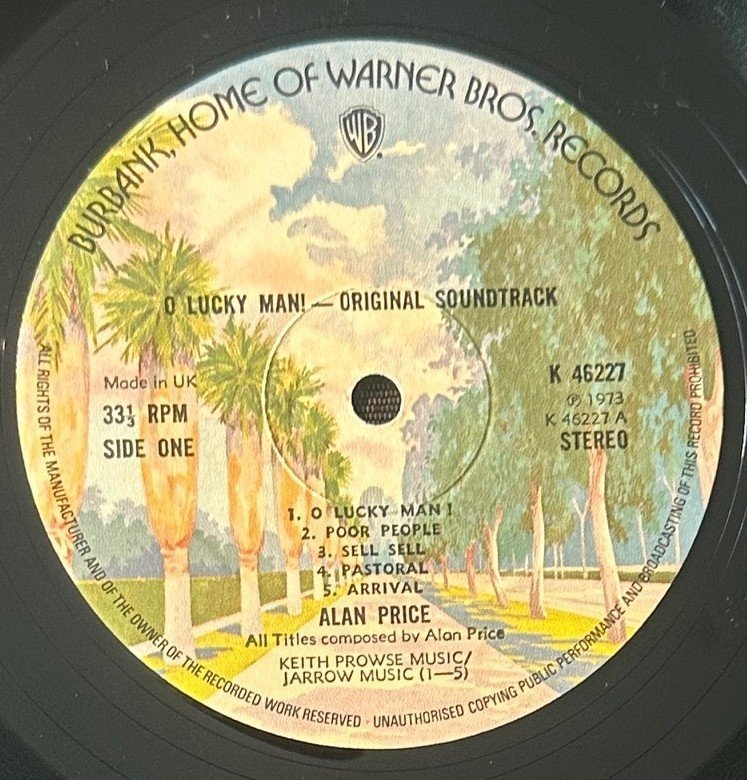 BURBANK, HOME OF WARNER BROS. RECORDS
WB
O LUCKY MAN! — ORIGINAL SOUNDTRACK
Made in UK
33⅓ RPM
SIDE ONE
K 46227
℗ 1973
K 46227 A
STEREO
1. O LUCKY MAN!
2. POOR PEOPLE
3. SELL SELL
4. PASTORAL
5. ARRIVAL
ALAN PRICE
All Titles composed by Alan Price
KEITH PROWSE MUSIC/
JARROW MUSIC (1—5)
ALL RIGHTS OF THE MANUFACTURER AND OF THE OWNER OF THE RECORDED WORK RESERVED · UNAUTHORISED COPYING PUBLIC PERFORMANCE AND BROADCASTING OF THIS RECORD PROHIBITED